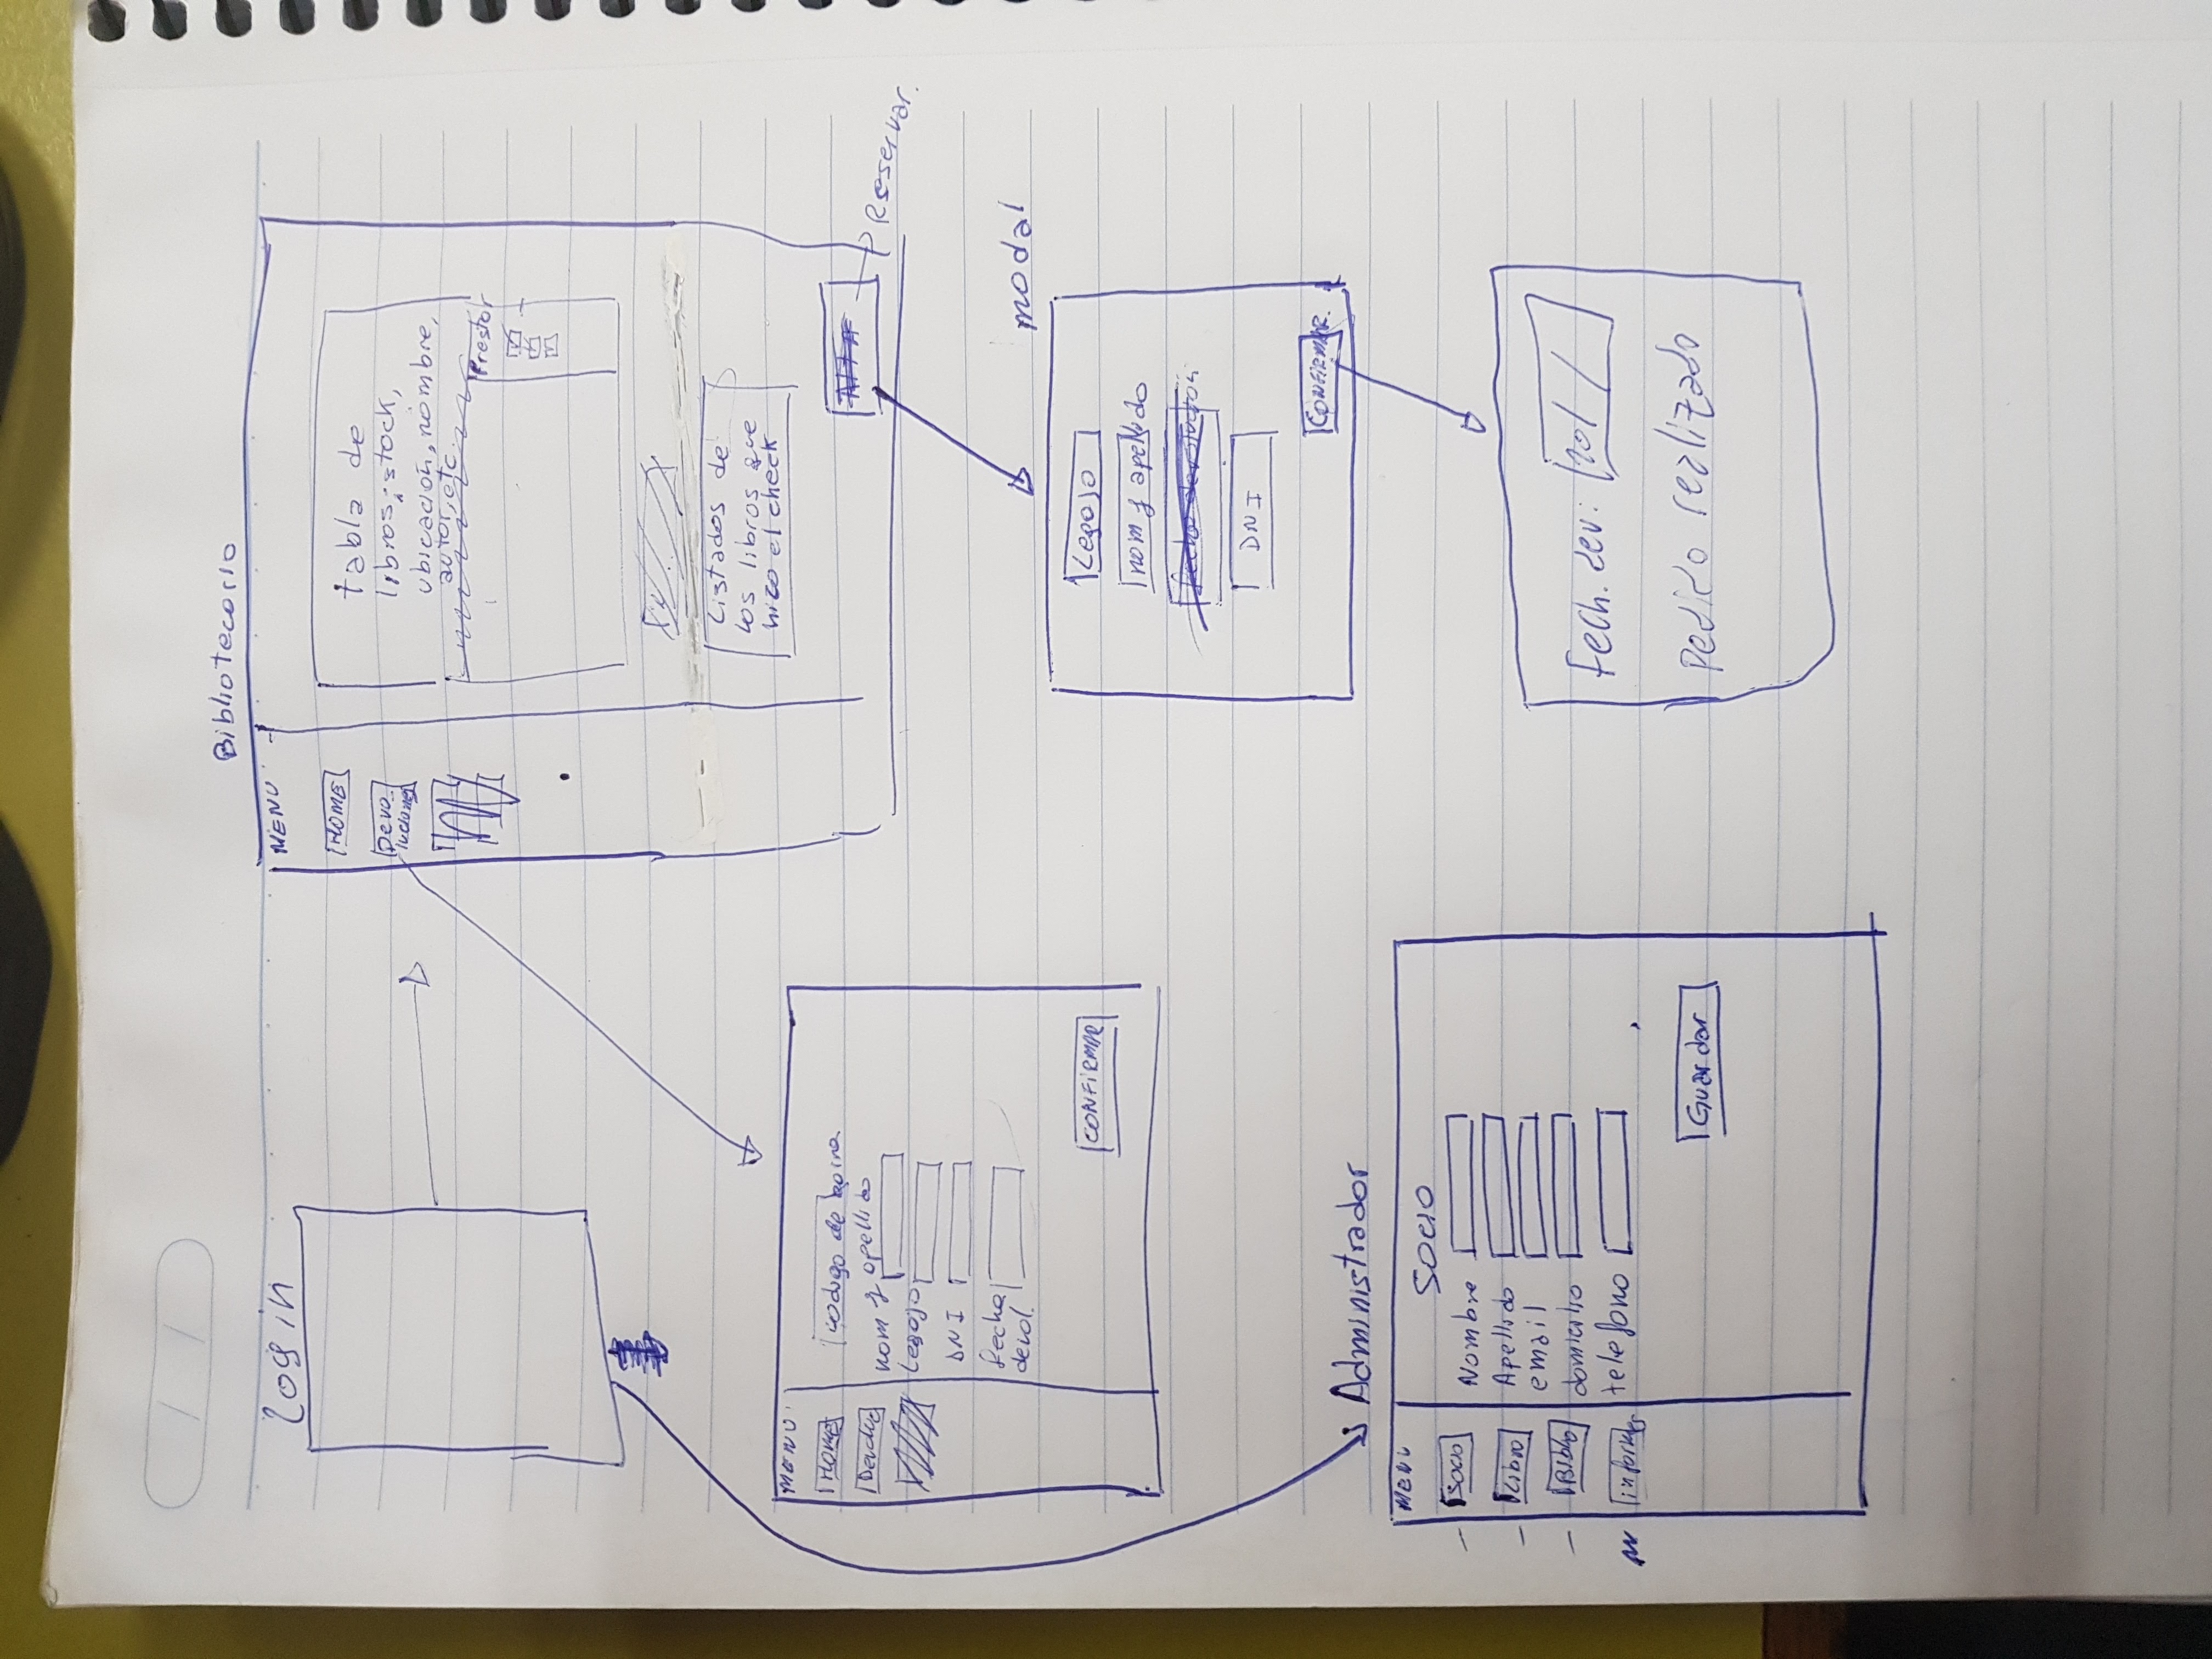 Login
Bibliotecario
MENU
HOME
Devo
luciones
tabla de
libros; stock,
ubicación, nombre,
autor, etc.
Prestar
Listados de
los libros que
hizo el check
Alta
Reservar.
MENU
Home
Devolu
codigo de barra
nom y apellido
Legajo
DNI
fecha
devol.
CONFIRMAR
modal
Legajo
nom y apellido
fecha devolucion
DNI
CONFIRMAR.
Fech. dev: 20/ /
Pedido realizado
Administrador
MENU
Socio
Libro
Biblio
informes
Socio
Nombre
Apellido
email
domicilio
telefono
Guardar